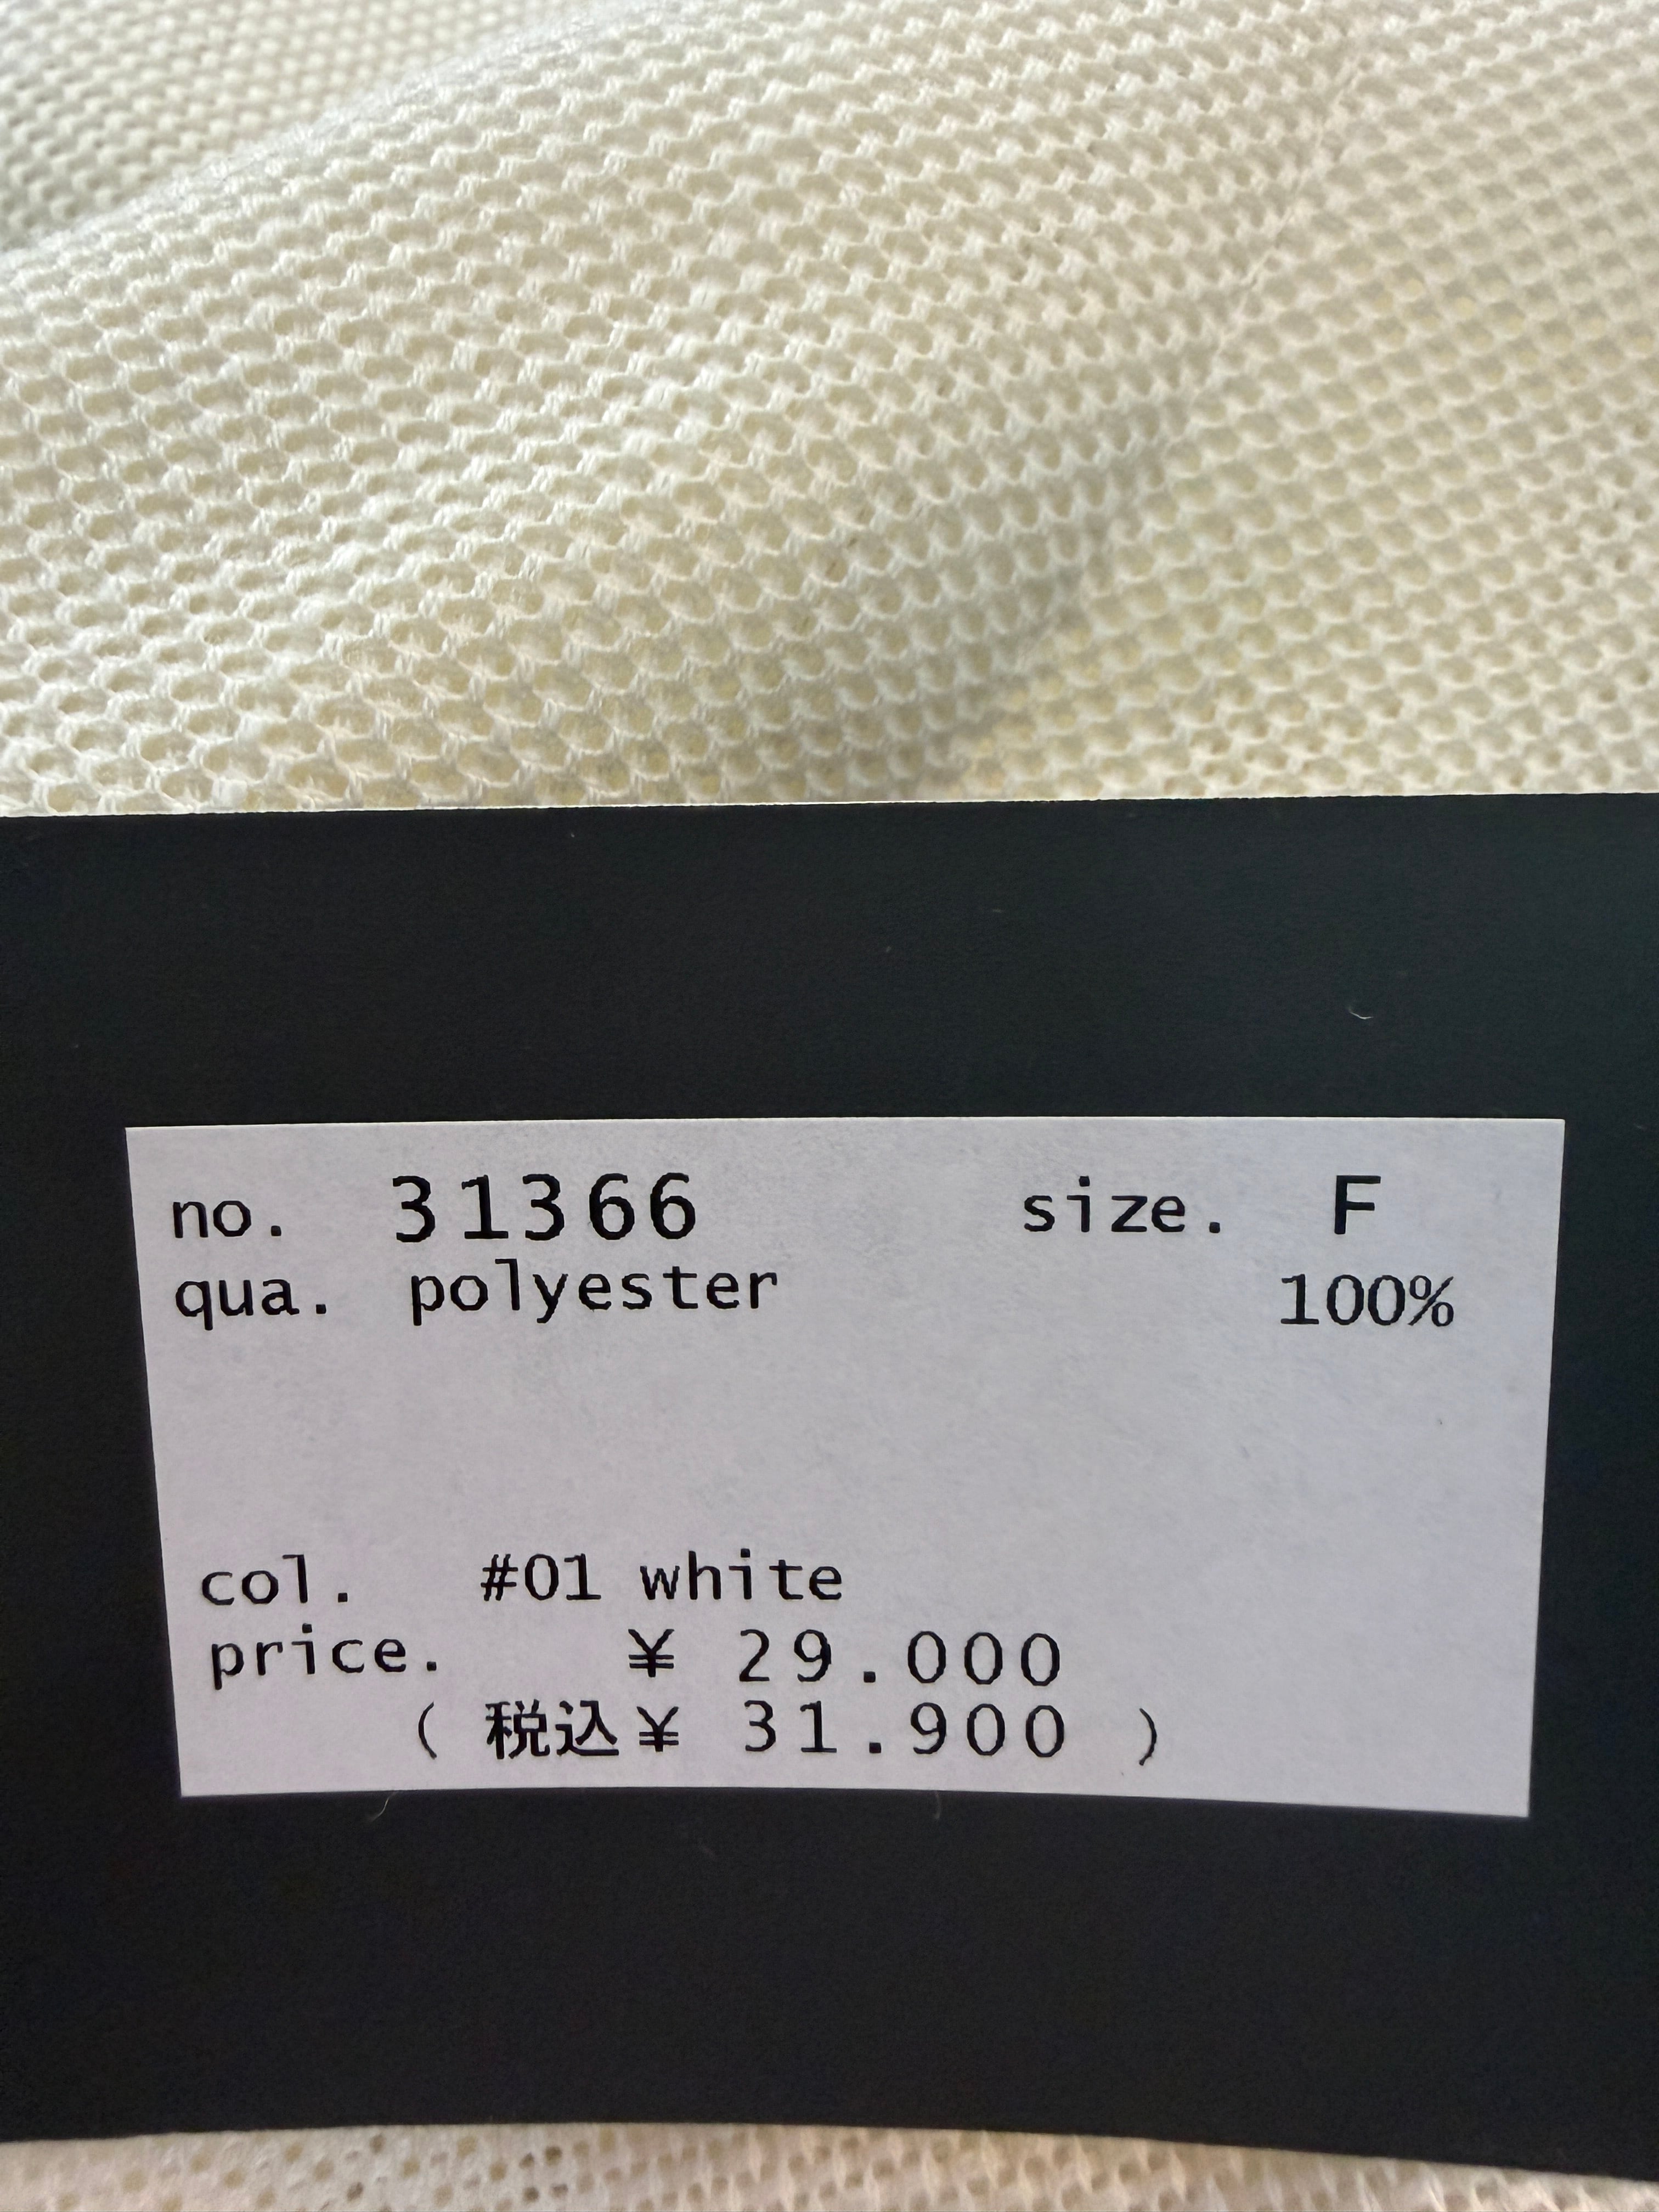 no. 31366 size. F
qua. polyester 100%
col. #01 white
price. ¥ 29.000
( 税込¥ 31.900 )